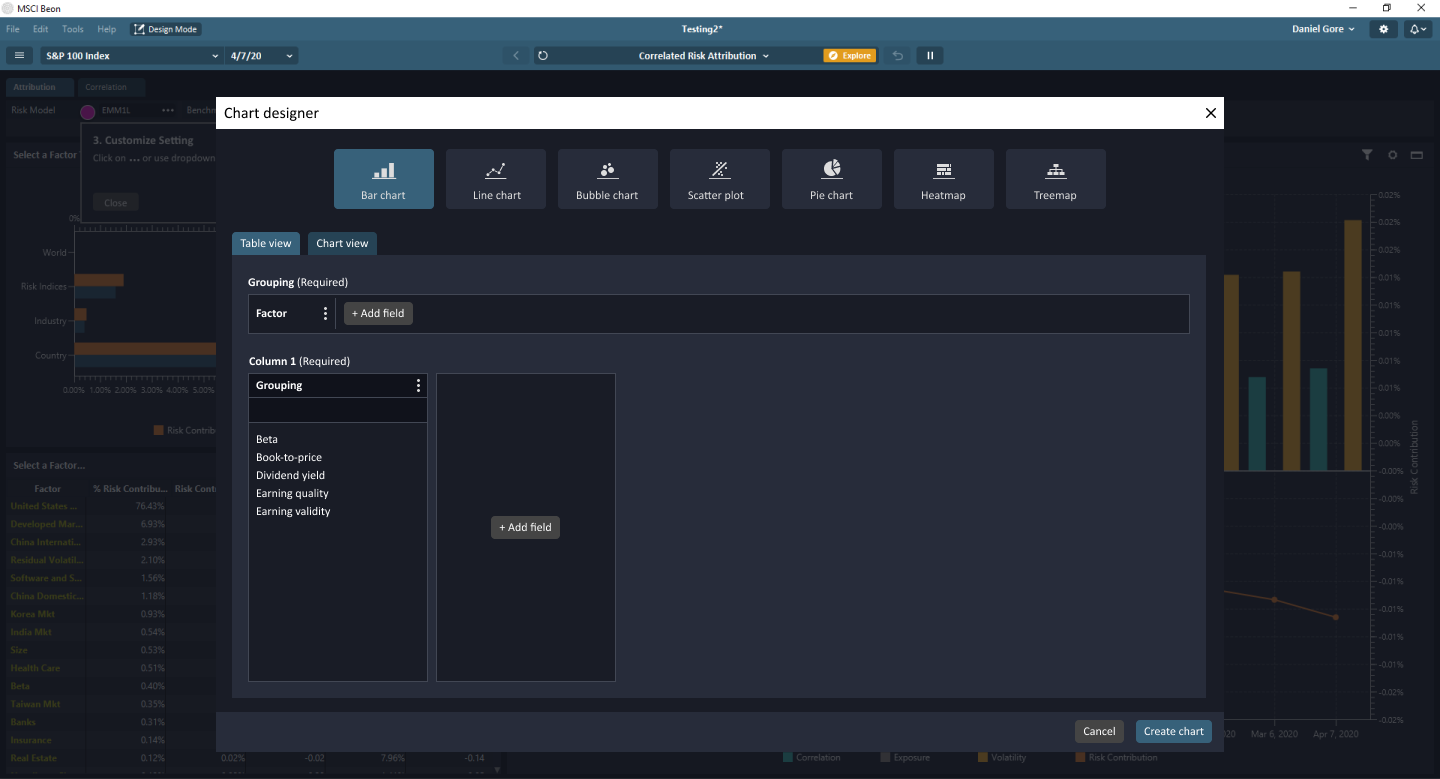 MSCI Beon
File Edit Tools Help Design Mode
Testing2*
Daniel Gore
S&P 100 Index
4/7/20
Correlated Risk Attribution
Explore
Attribution
Correlation
Risk Model
EMM1L
•••
Benchm
Chart designer
3. Customize Setting
Click on ... or use dropdown
Close
Select a Factor
0%
World
Risk Indices
Industry
Country
0.00% 1.00% 2.00% 3.00% 4.00% 5.00%
Risk Contrib
Bar chart
Line chart
Bubble chart
Scatter plot
Pie chart
Heatmap
Treemap
Table view
Chart view
Grouping (Required)
Factor
+ Add field
Column 1 (Required)
Grouping
Beta
Book-to-price
Dividend yield
Earning quality
Earning validity
+ Add field
Cancel
Create chart
Select a Factor...
Factor % Risk Contribu... Risk Cont
United States ... 76.43%
Developed Mar... 6.93%
China Internati... 2.93%
Residual Volatil... 2.10%
Software and S... 1.56%
China Domestic... 1.18%
Korea Mkt 0.93%
India Mkt 0.54%
Size 0.53%
Health Care 0.51%
Beta 0.40%
Taiwan Mkt 0.35%
Banks 0.31%
Insurance 0.14%
Real Estate 0.12% 0.02% -0.02 7.96% -0.14
0.02%
0.02%
0.02%
0.01%
0.01%
0.01%
0.01%
0.00%
0.00%
0.00%
-0.00%
-0.00%
-0.00%
-0.01%
-0.01%
-0.01%
-0.01%
-0.02%
-0.02%
Risk Contribution
020 Mar 6, 2020 Apr 7, 2020
Correlation
Exposure
Volatility
Risk Contribution